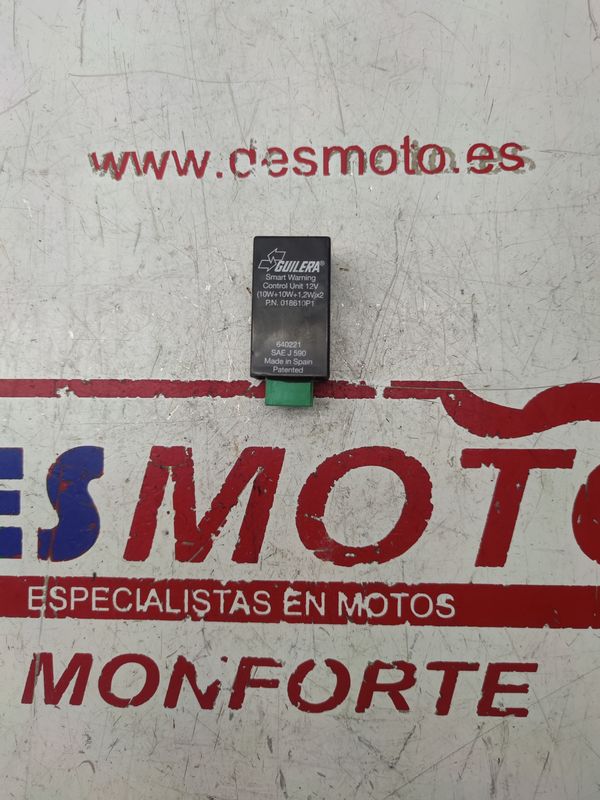 www.desmoto.es
GUILERA®
Smart Warning
Control Unit 12V
(10W+10W+1,2W)x2
P.N. 018610P1
640221
SAE J 590
Made in Spain
Patented
ESMOTO
ESPECIALISTAS EN MOTOS
MONFORTE